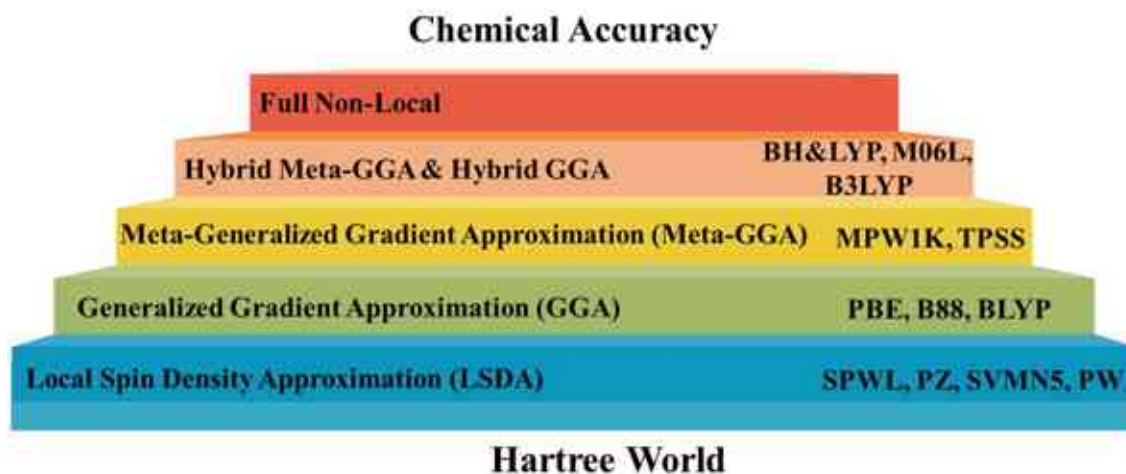 Chemical Accuracy
Full Non-Local
Hybrid Meta-GGA & Hybrid GGA
BH&LYP, M06L,
B3LYP
Meta-Generalized Gradient Approximation (Meta-GGA)
MPW1K, TPSS
Generalized Gradient Approximation (GGA)
PBE, B88, BLYP
Local Spin Density Approximation (LSDA)
SPWL, PZ, SVMN5, PW
Hartree World